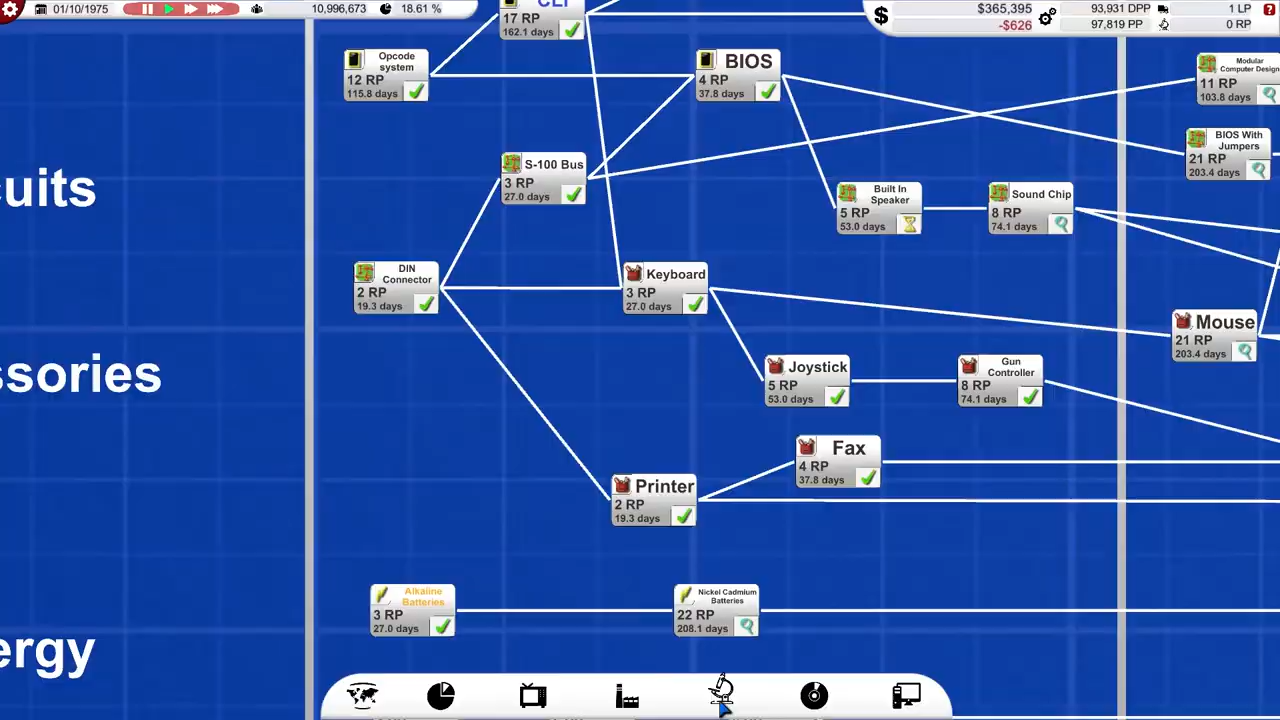 01/10/1975
10,996,673
18.61 %
$ $365,395
-$626
93,931 DPP
97,819 PP
1 LP
0 RP
?
17 RP
162.1 days
Opcode
system
12 RP
115.8 days
BIOS
4 RP
37.8 days
Modular
Computer Design
11 RP
103.8 days
BIOS With
Jumpers
21 RP
203.4 days
S-100 Bus
3 RP
27.0 days
cuits
Built In
Speaker
5 RP
53.0 days
Sound Chip
8 RP
74.1 days
DIN
Connector
2 RP
19.3 days
Keyboard
3 RP
27.0 days
Mouse
21 RP
203.4 days
ssories
Joystick
5 RP
53.0 days
Gun
Controller
8 RP
74.1 days
Fax
4 RP
37.8 days
Printer
2 RP
19.3 days
Alkaline
Batteries
3 RP
27.0 days
Nickel Cadmium
Batteries
22 RP
208.1 days
ergy